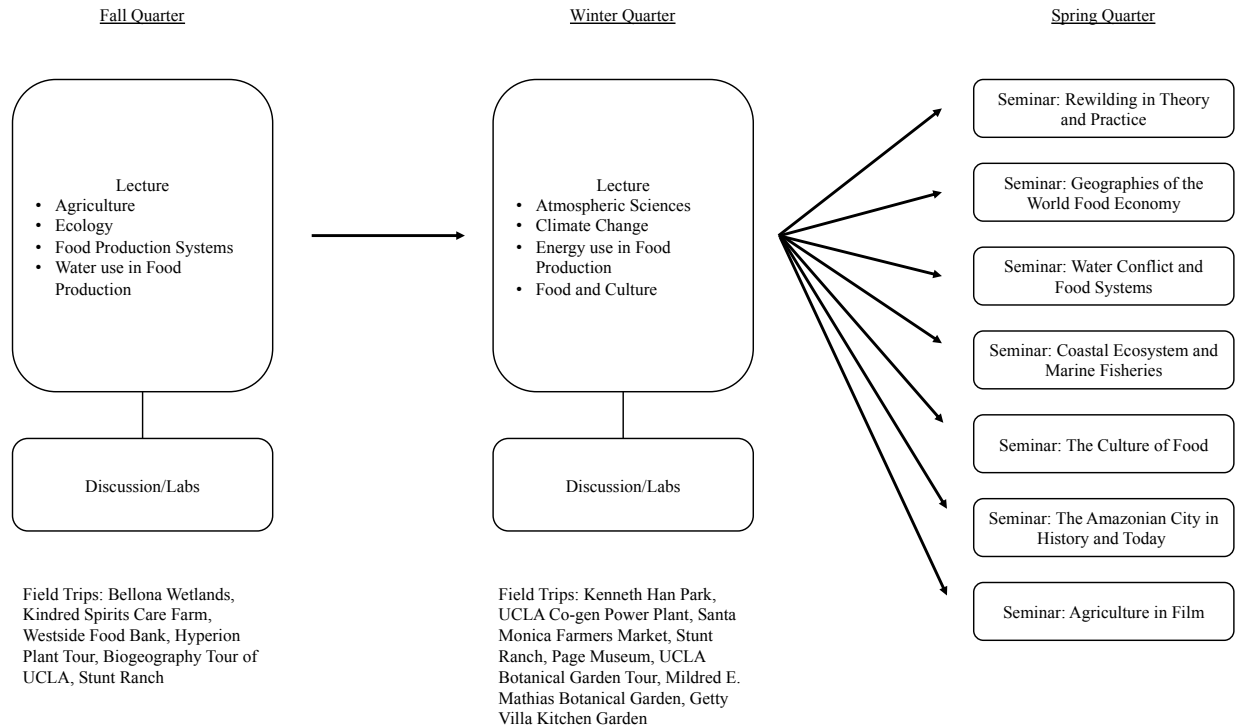 Fall Quarter
Lecture
• Agriculture
• Ecology
• Food Production Systems
• Water use in Food
Production
Discussion/Labs
Field Trips: Bellona Wetlands,
Kindred Spirits Care Farm,
Westside Food Bank, Hyperion
Plant Tour, Biogeography Tour of
UCLA, Stunt Ranch
Winter Quarter
Lecture
• Atmospheric Sciences
• Climate Change
• Energy use in Food
Production
• Food and Culture
Discussion/Labs
Field Trips: Kenneth Han Park,
UCLA Co-gen Power Plant, Santa
Monica Farmers Market, Stunt
Ranch, Page Museum, UCLA
Botanical Garden Tour, Mildred E.
Mathias Botanical Garden, Getty
Villa Kitchen Garden
Spring Quarter
Seminar: Rewilding in Theory
and Practice
Seminar: Geographies of the
World Food Economy
Seminar: Water Conflict and
Food Systems
Seminar: Coastal Ecosystem and
Marine Fisheries
Seminar: The Culture of Food
Seminar: The Amazonian City in
History and Today
Seminar: Agriculture in Film